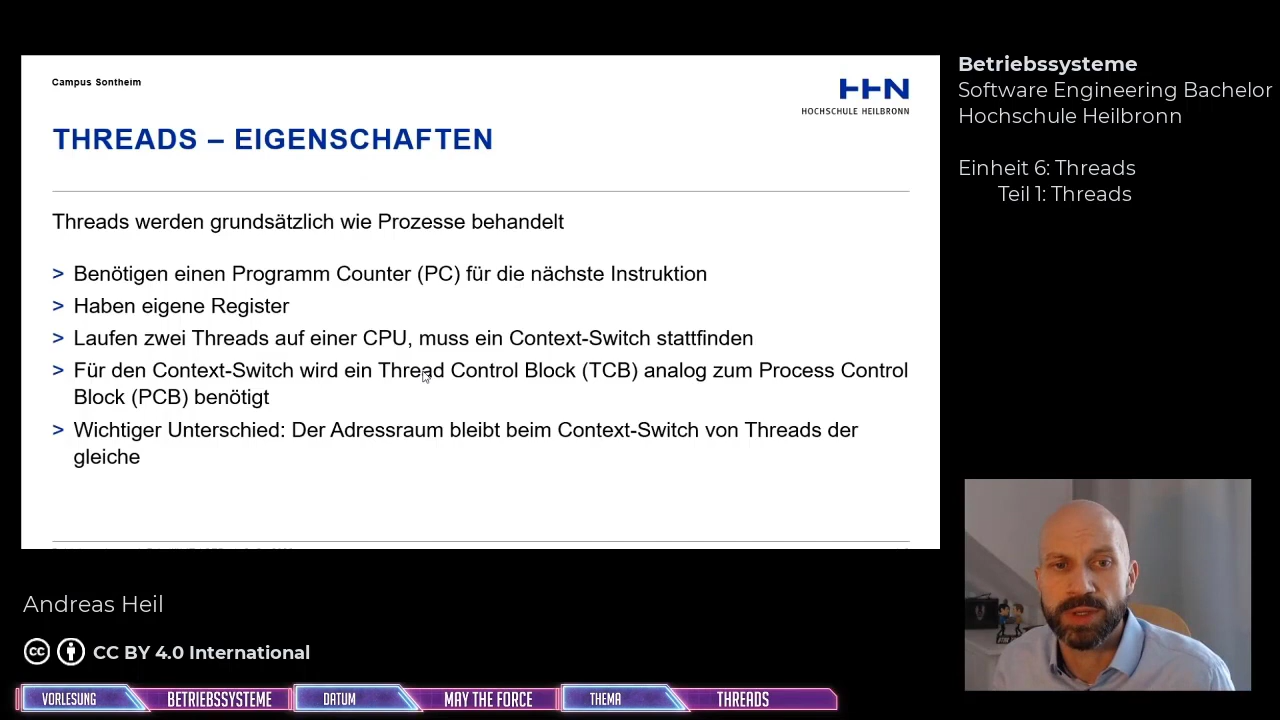 Campus Sontheim
HHN
HOCHSCHULE HEILBRONN
THREADS – EIGENSCHAFTEN
Threads werden grundsätzlich wie Prozesse behandelt
> Benötigen einen Programm Counter (PC) für die nächste Instruktion
> Haben eigene Register
> Laufen zwei Threads auf einer CPU, muss ein Context-Switch stattfinden
> Für den Context-Switch wird ein Thread Control Block (TCB) analog zum Process Control
Block (PCB) benötigt
> Wichtiger Unterschied: Der Adressraum bleibt beim Context-Switch von Threads der
gleiche
Betriebssysteme
Software Engineering Bachelor
Hochschule Heilbronn
Einheit 6: Threads
Teil 1: Threads
Andreas Heil
cc CC BY 4.0 International
VORLESUNG BETRIEBSSYSTEME DATUM MAY THE FORCE THEMA THREADS